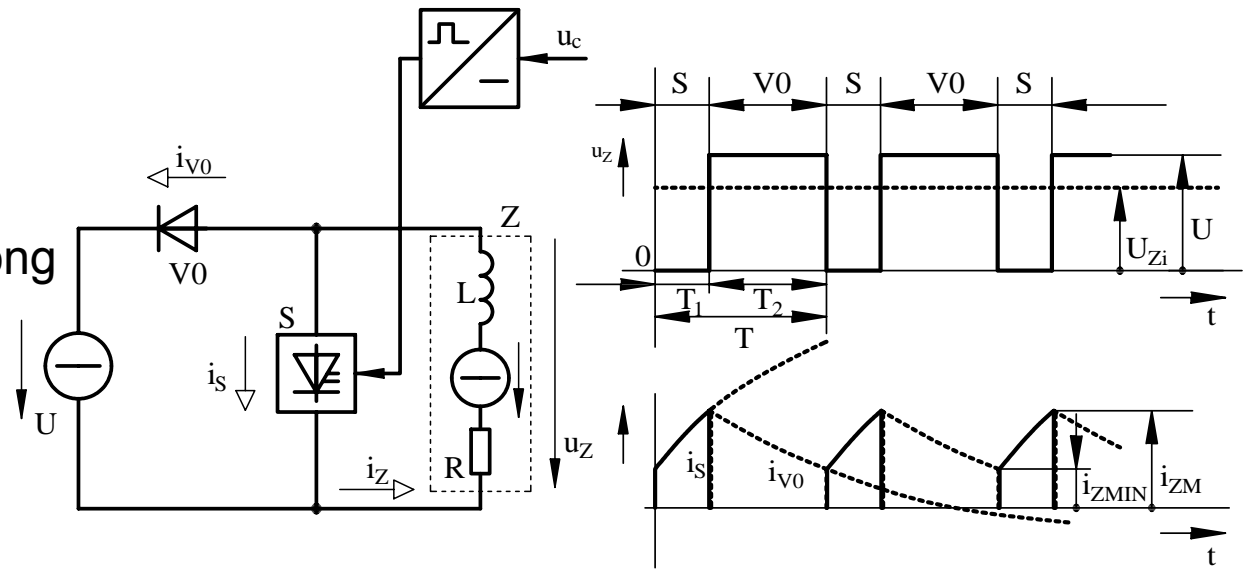 u_c
S V0 S V0 S
u_Z
i_V0
Z
ong
V0
L
0
U_Zi
U
T_1 T_2
t
S
T
i_S
U
u_Z
R
i_Z
i_S
i_V0
i_ZMIN
i_ZM
t